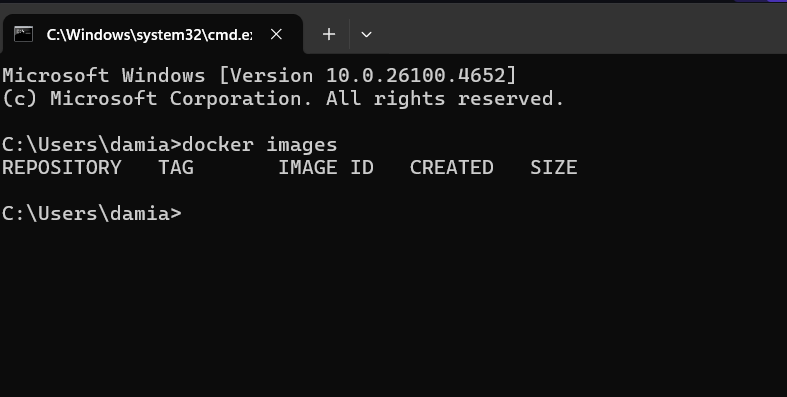 C:\Windows\system32\cmd.e
Microsoft Windows [Version 10.0.26100.4652]
(c) Microsoft Corporation. All rights reserved.
C:\Users\damia>docker images
REPOSITORY   TAG       IMAGE ID   CREATED   SIZE
C:\Users\damia>